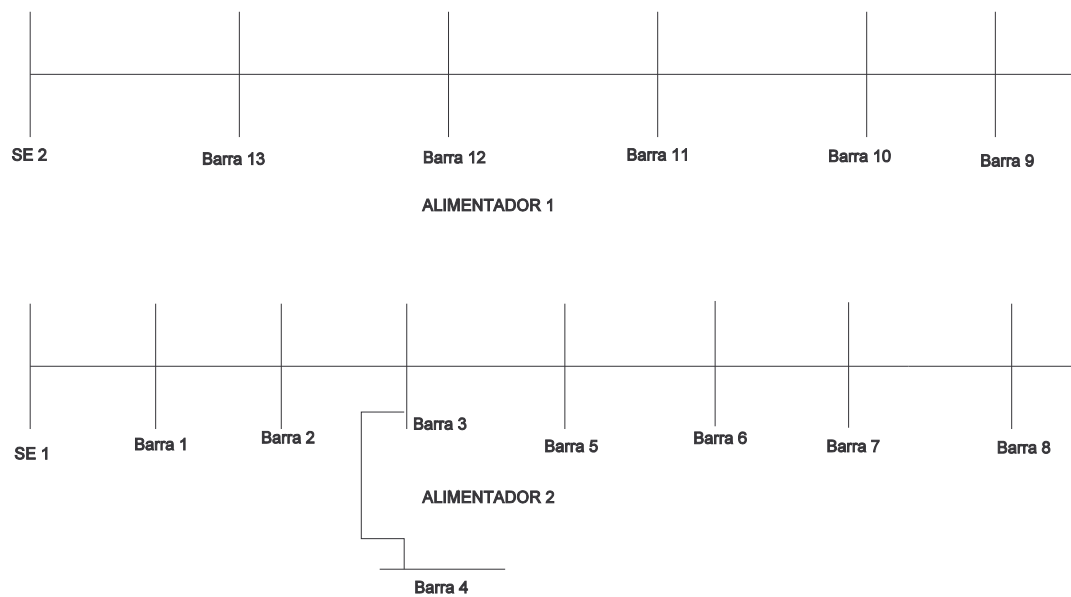 SE 2
Barra 13
Barra 12
Barra 11
Barra 10
Barra 9
ALIMENTADOR 1
SE 1
Barra 1
Barra 2
Barra 3
Barra 5
Barra 6
Barra 7
Barra 8
ALIMENTADOR 2
Barra 4